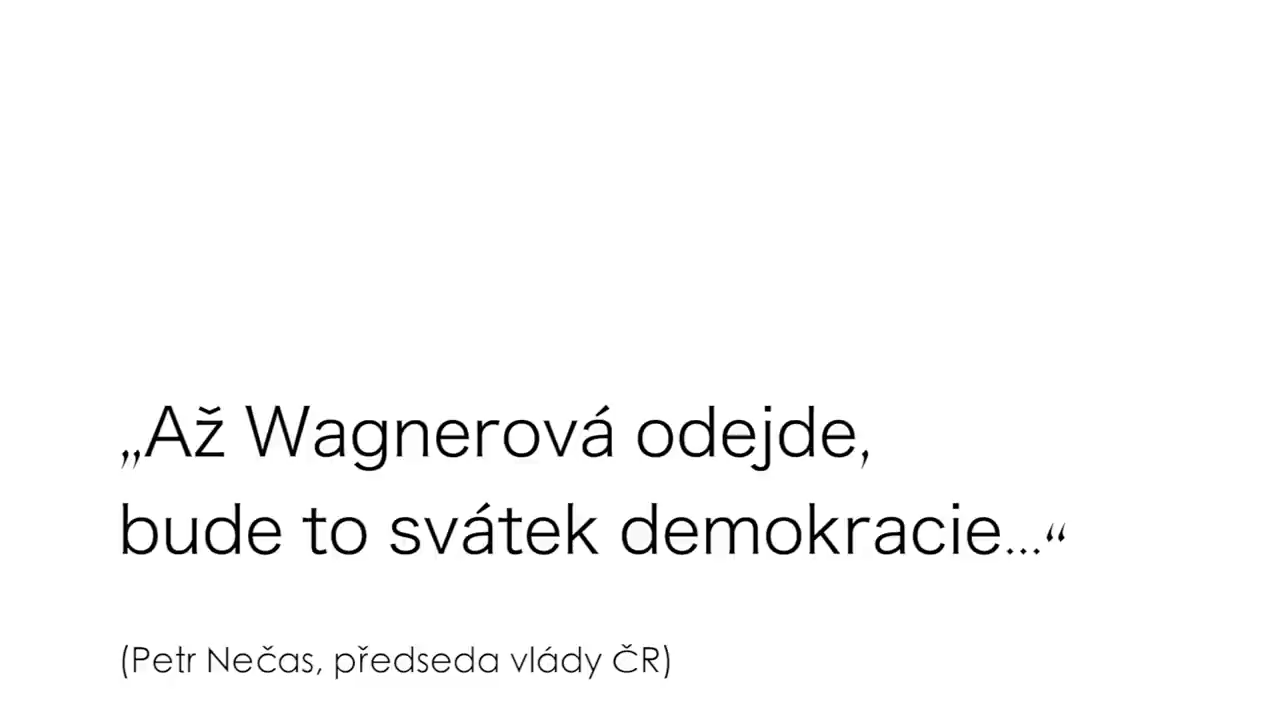 „Až Wagnerová odejde,
bude to svátek demokracie...“
(Petr Nečas, předseda vlády ČR)